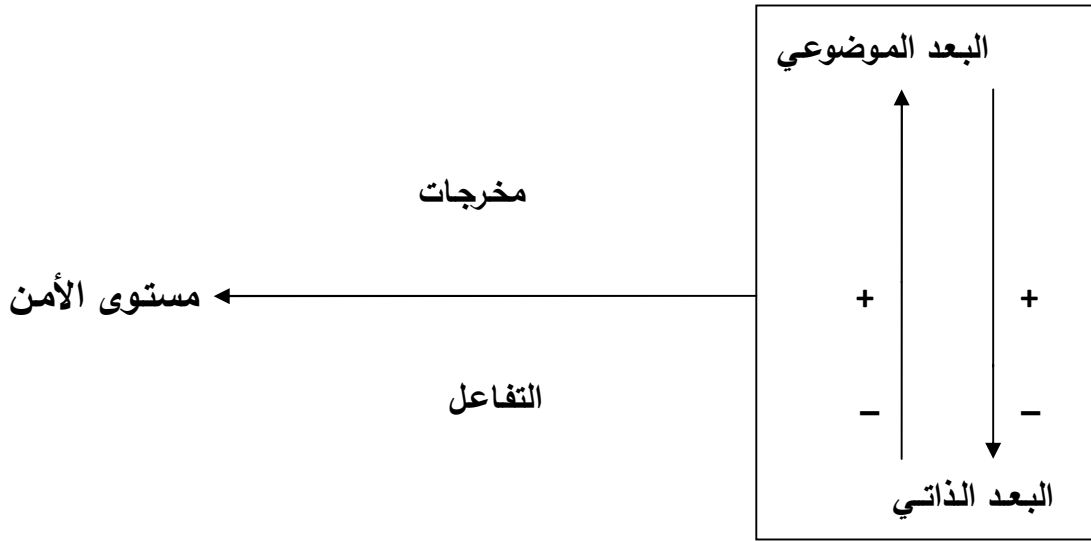 البعد الموضوعي
مخرجات
+ +
مستوى الأمن
التفاعل
– –
البعد الذاتي